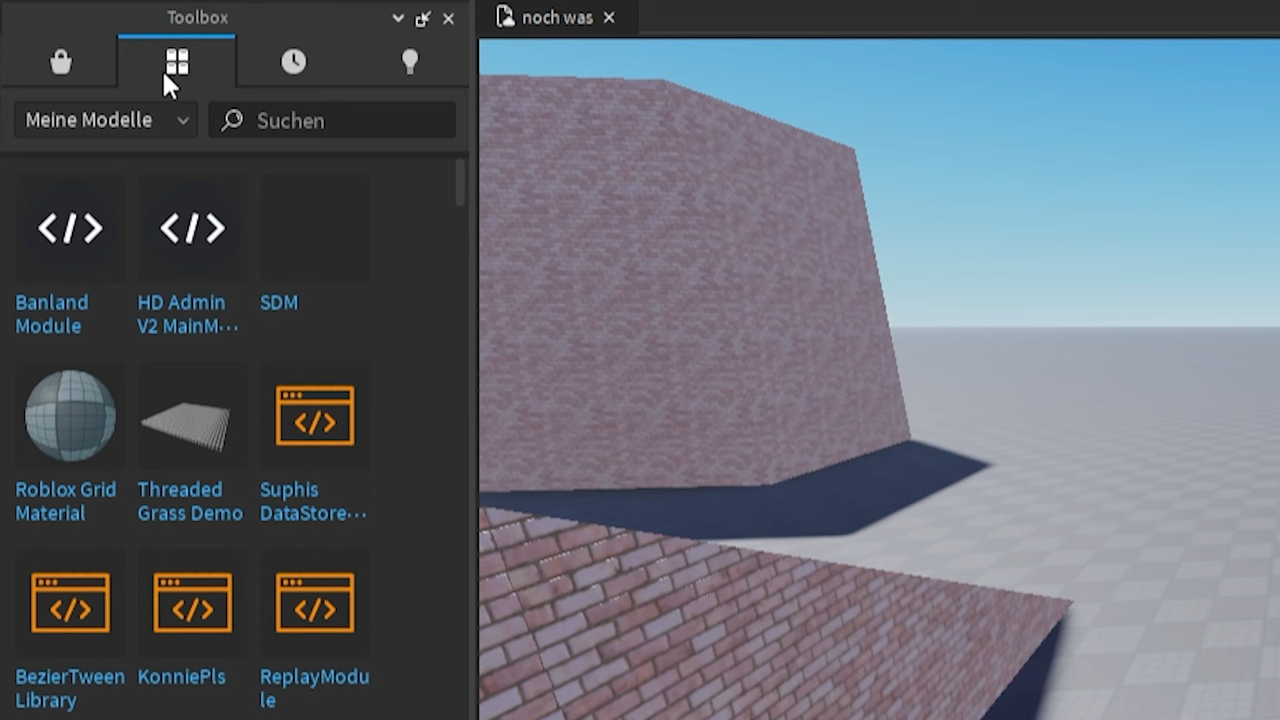 Toolbox
noch was
Meine Modelle
Suchen
Banland
Module
HD Admin
V2 MainM···
SDM
Roblox Grid
Material
Threaded
Grass Demo
Suphis
DataStore···
BezierTween
Library
KonniePls
ReplayModu
le